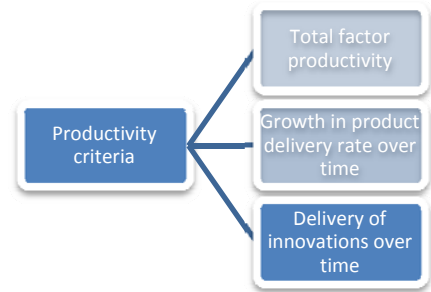 Total factor
productivity
Productivity
criteria
Growth in product
delivery rate over
time
Delivery of
innovations over
time